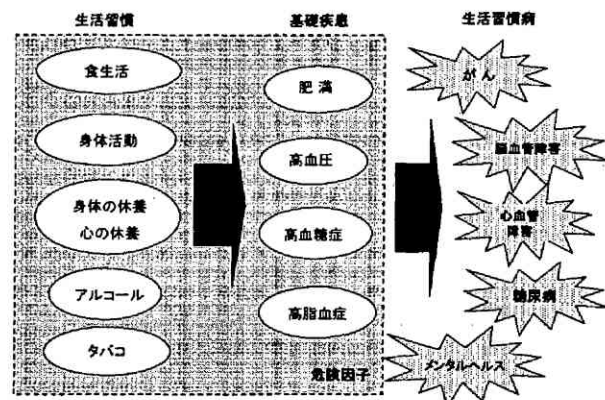 生活習慣
基礎疾患
生活習慣病
食生活
身体活動
身体の休養
心の休養
アルコール
タバコ
肥満
高血圧
高血糖症
高脂血症
危険因子
がん
脳血管障害
心血管
障害
糖尿病
メンタルヘルス